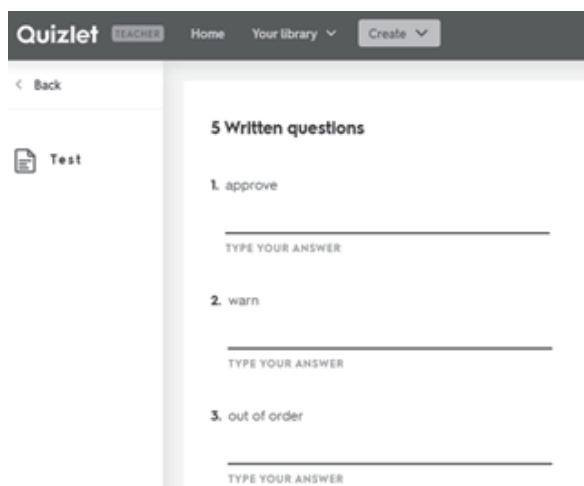 Quizlet TEACHER Home Your library Create
Back
5 Written questions
Test
1. approve
TYPE YOUR ANSWER
2. warn
TYPE YOUR ANSWER
3. out of order
TYPE YOUR ANSWER